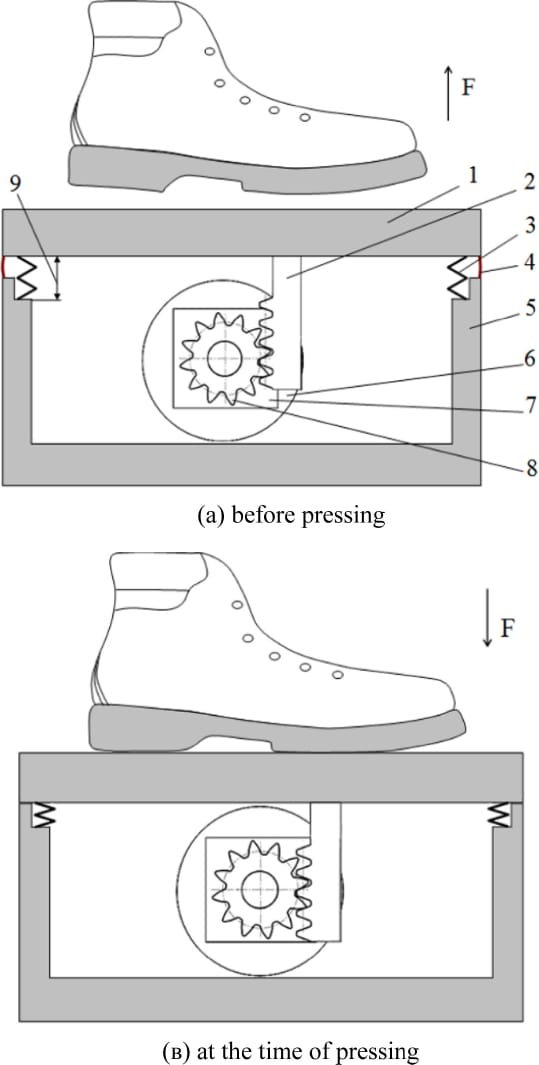 F
1
2
9
3
4
5
6
7
8
(a) before pressing
F
(в) at the time of pressing